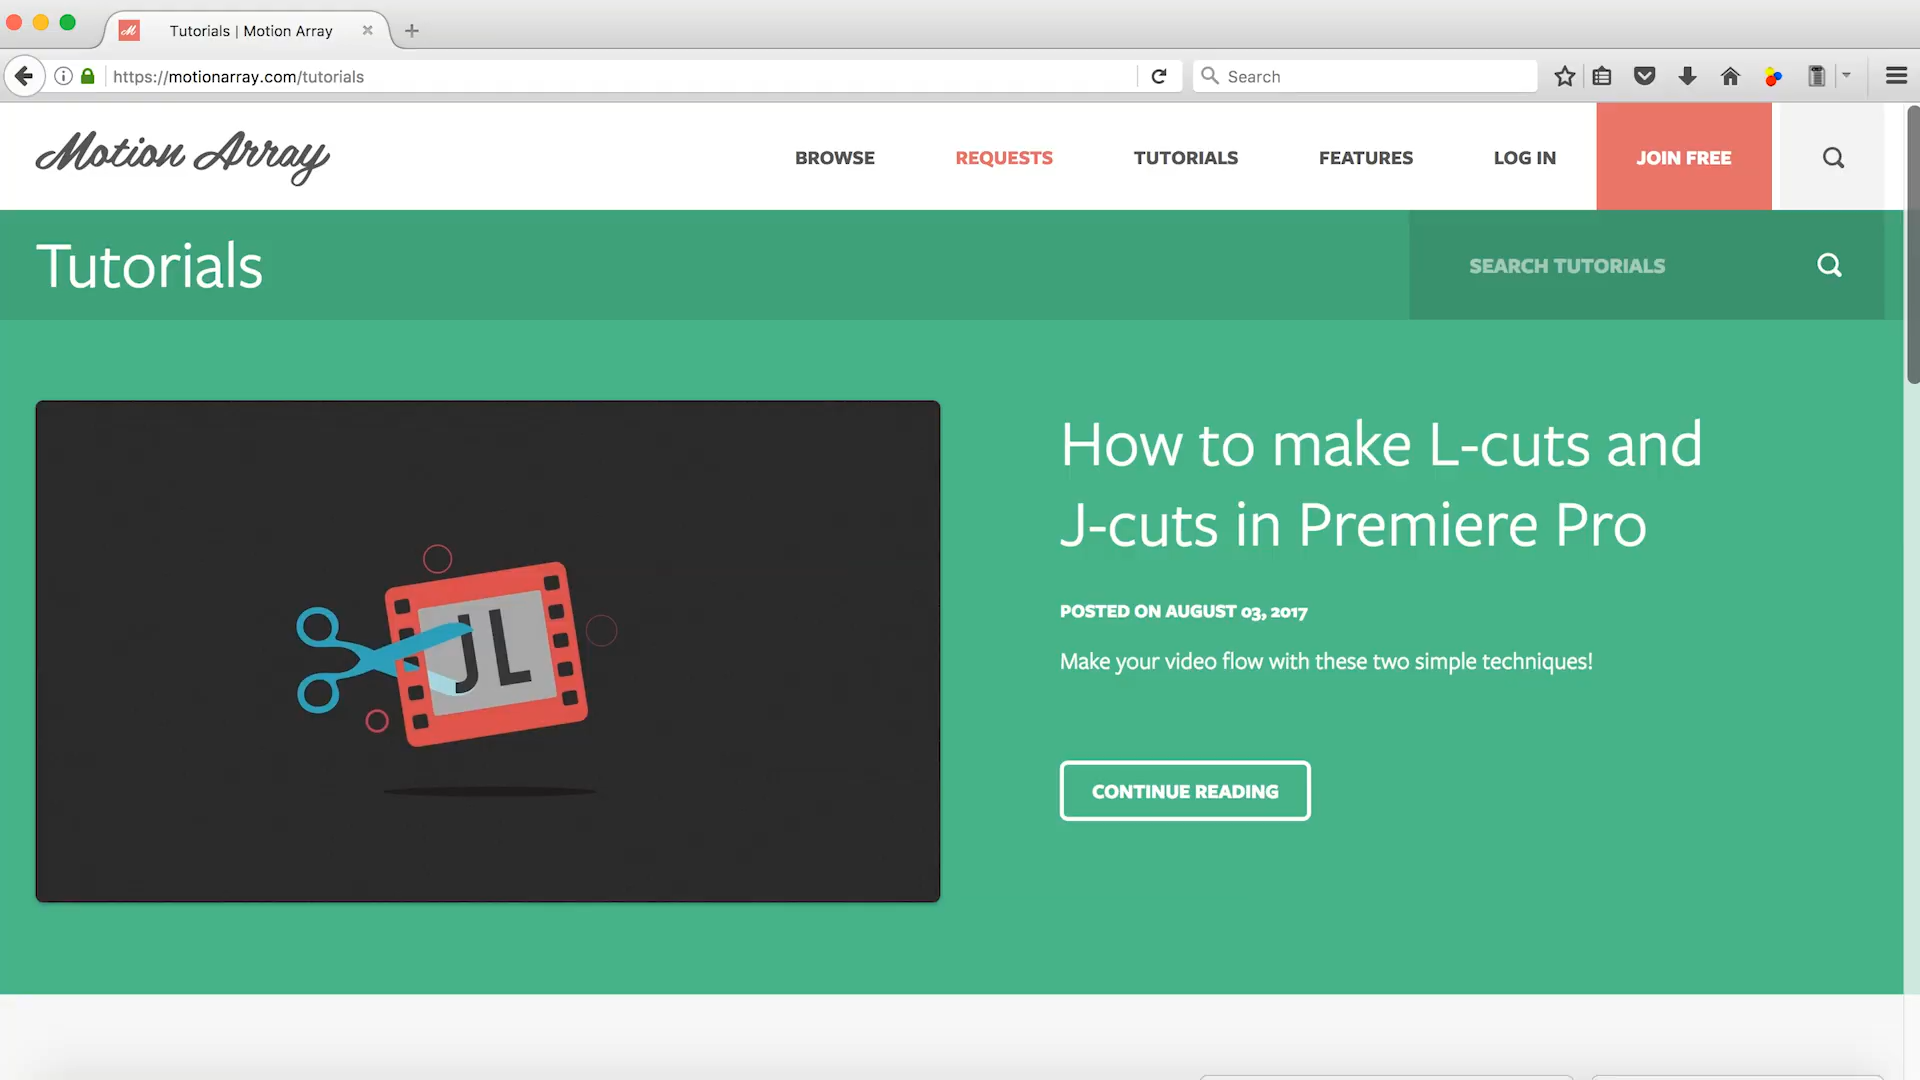 Tutorials | Motion Array
https://motionarray.com/tutorials
Search
Motion Array
BROWSE
REQUESTS
TUTORIALS
FEATURES
LOG IN
JOIN FREE
Tutorials
SEARCH TUTORIALS
How to make L-cuts and
J-cuts in Premiere Pro
POSTED ON AUGUST 03, 2017
Make your video flow with these two simple techniques!
CONTINUE READING
JL